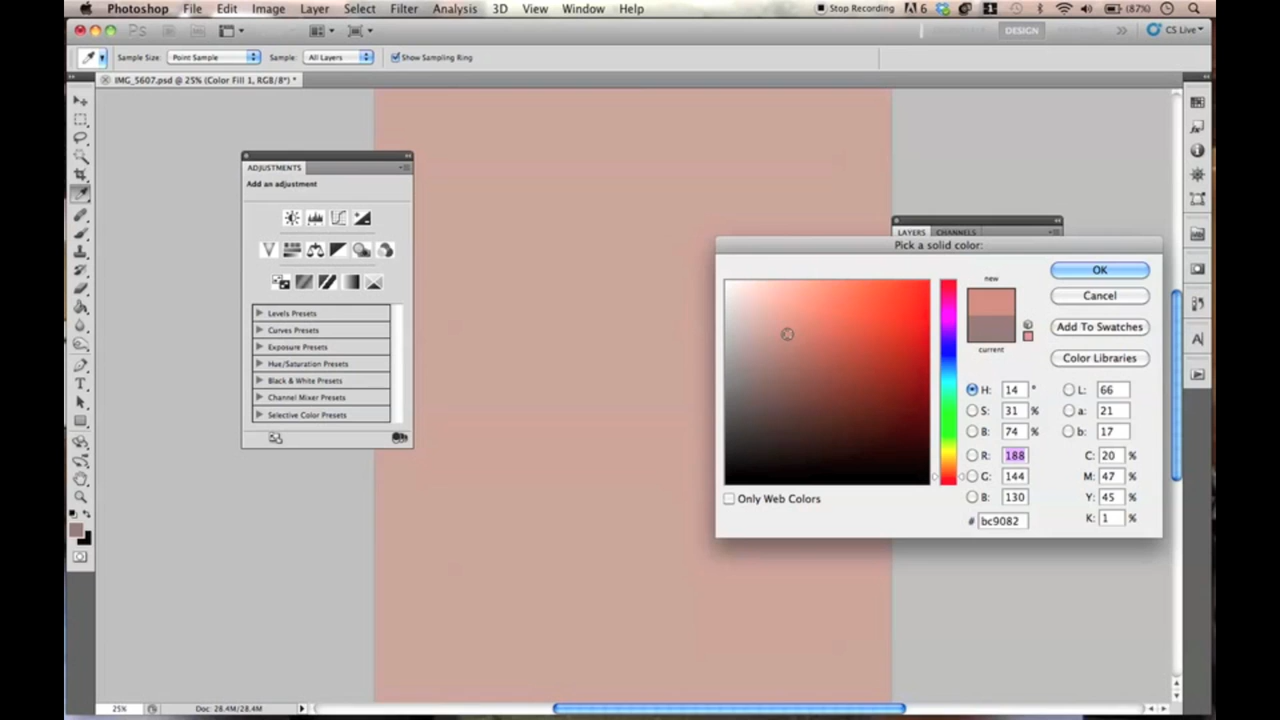 Photoshop File Edit Image Layer Select Filter Analysis 3D View Window Help Stop Recording 6 1 (87%)
Ps DESIGN >> CS Live
Sample Size: Point Sample Sample: All Layers Show Sampling Ring
IMG_5607.psd @ 25% (Color Fill 1, RGB/8*) *
ADJUSTMENTS
Add an adjustment
Levels Presets
Curves Presets
Exposure Presets
Hue/Saturation Presets
Black & White Presets
Channel Mixer Presets
Selective Color Presets
LAYERS CHANNELS
Pick a solid color:
new
current
OK
Cancel
Add To Swatches
Color Libraries
H: 14 ° L: 66
S: 31 % a: 21
B: 74 % b: 17
R: 188 C: 20 %
G: 144 M: 47 %
B: 130 Y: 45 %
# bc9082 K: 1 %
Only Web Colors
25% Doc: 28.4M/28.4M